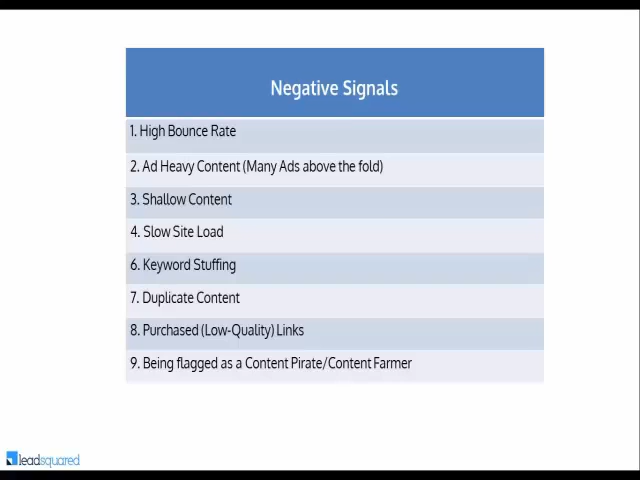 Negative Signals
1. High Bounce Rate
2. Ad Heavy Content (Many Ads above the fold)
3. Shallow Content
4. Slow Site Load
6. Keyword Stuffing
7. Duplicate Content
8. Purchased (Low-Quality) Links
9. Being flagged as a Content Pirate/Content Farmer
leadsquared